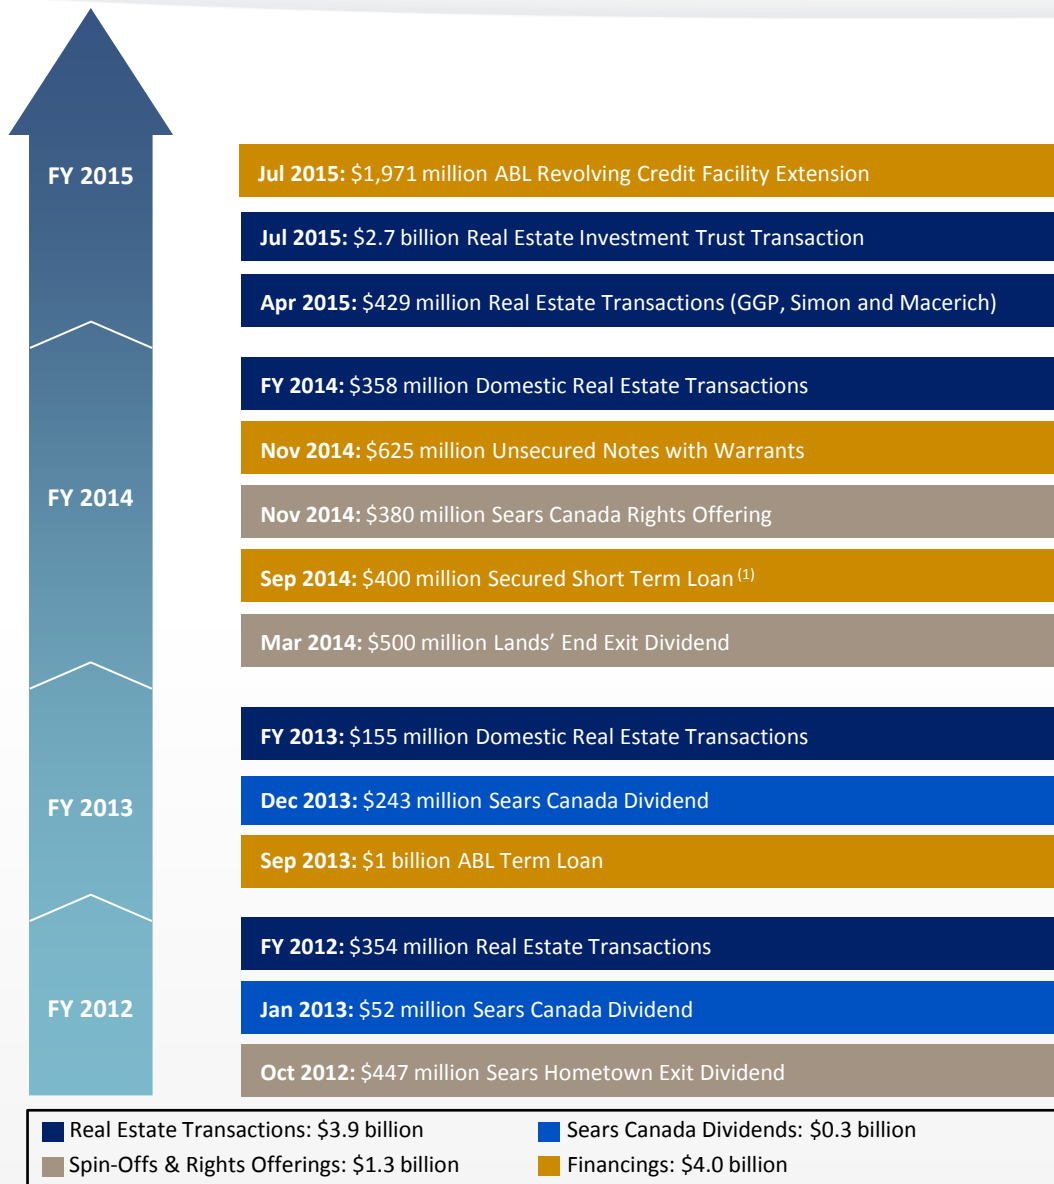 FY 2015
Jul 2015: $1,971 million ABL Revolving Credit Facility Extension
Jul 2015: $2.7 billion Real Estate Investment Trust Transaction
Apr 2015: $429 million Real Estate Transactions (GGP, Simon and Macerich)
FY 2014
FY 2014: $358 million Domestic Real Estate Transactions
Nov 2014: $625 million Unsecured Notes with Warrants
Nov 2014: $380 million Sears Canada Rights Offering
Sep 2014: $400 million Secured Short Term Loan (1)
Mar 2014: $500 million Lands’ End Exit Dividend
FY 2013
FY 2013: $155 million Domestic Real Estate Transactions
Dec 2013: $243 million Sears Canada Dividend
Sep 2013: $1 billion ABL Term Loan
FY 2012
FY 2012: $354 million Real Estate Transactions
Jan 2013: $52 million Sears Canada Dividend
Oct 2012: $447 million Sears Hometown Exit Dividend
Real Estate Transactions: $3.9 billion
Sears Canada Dividends: $0.3 billion
Spin-Offs & Rights Offerings: $1.3 billion
Financings: $4.0 billion